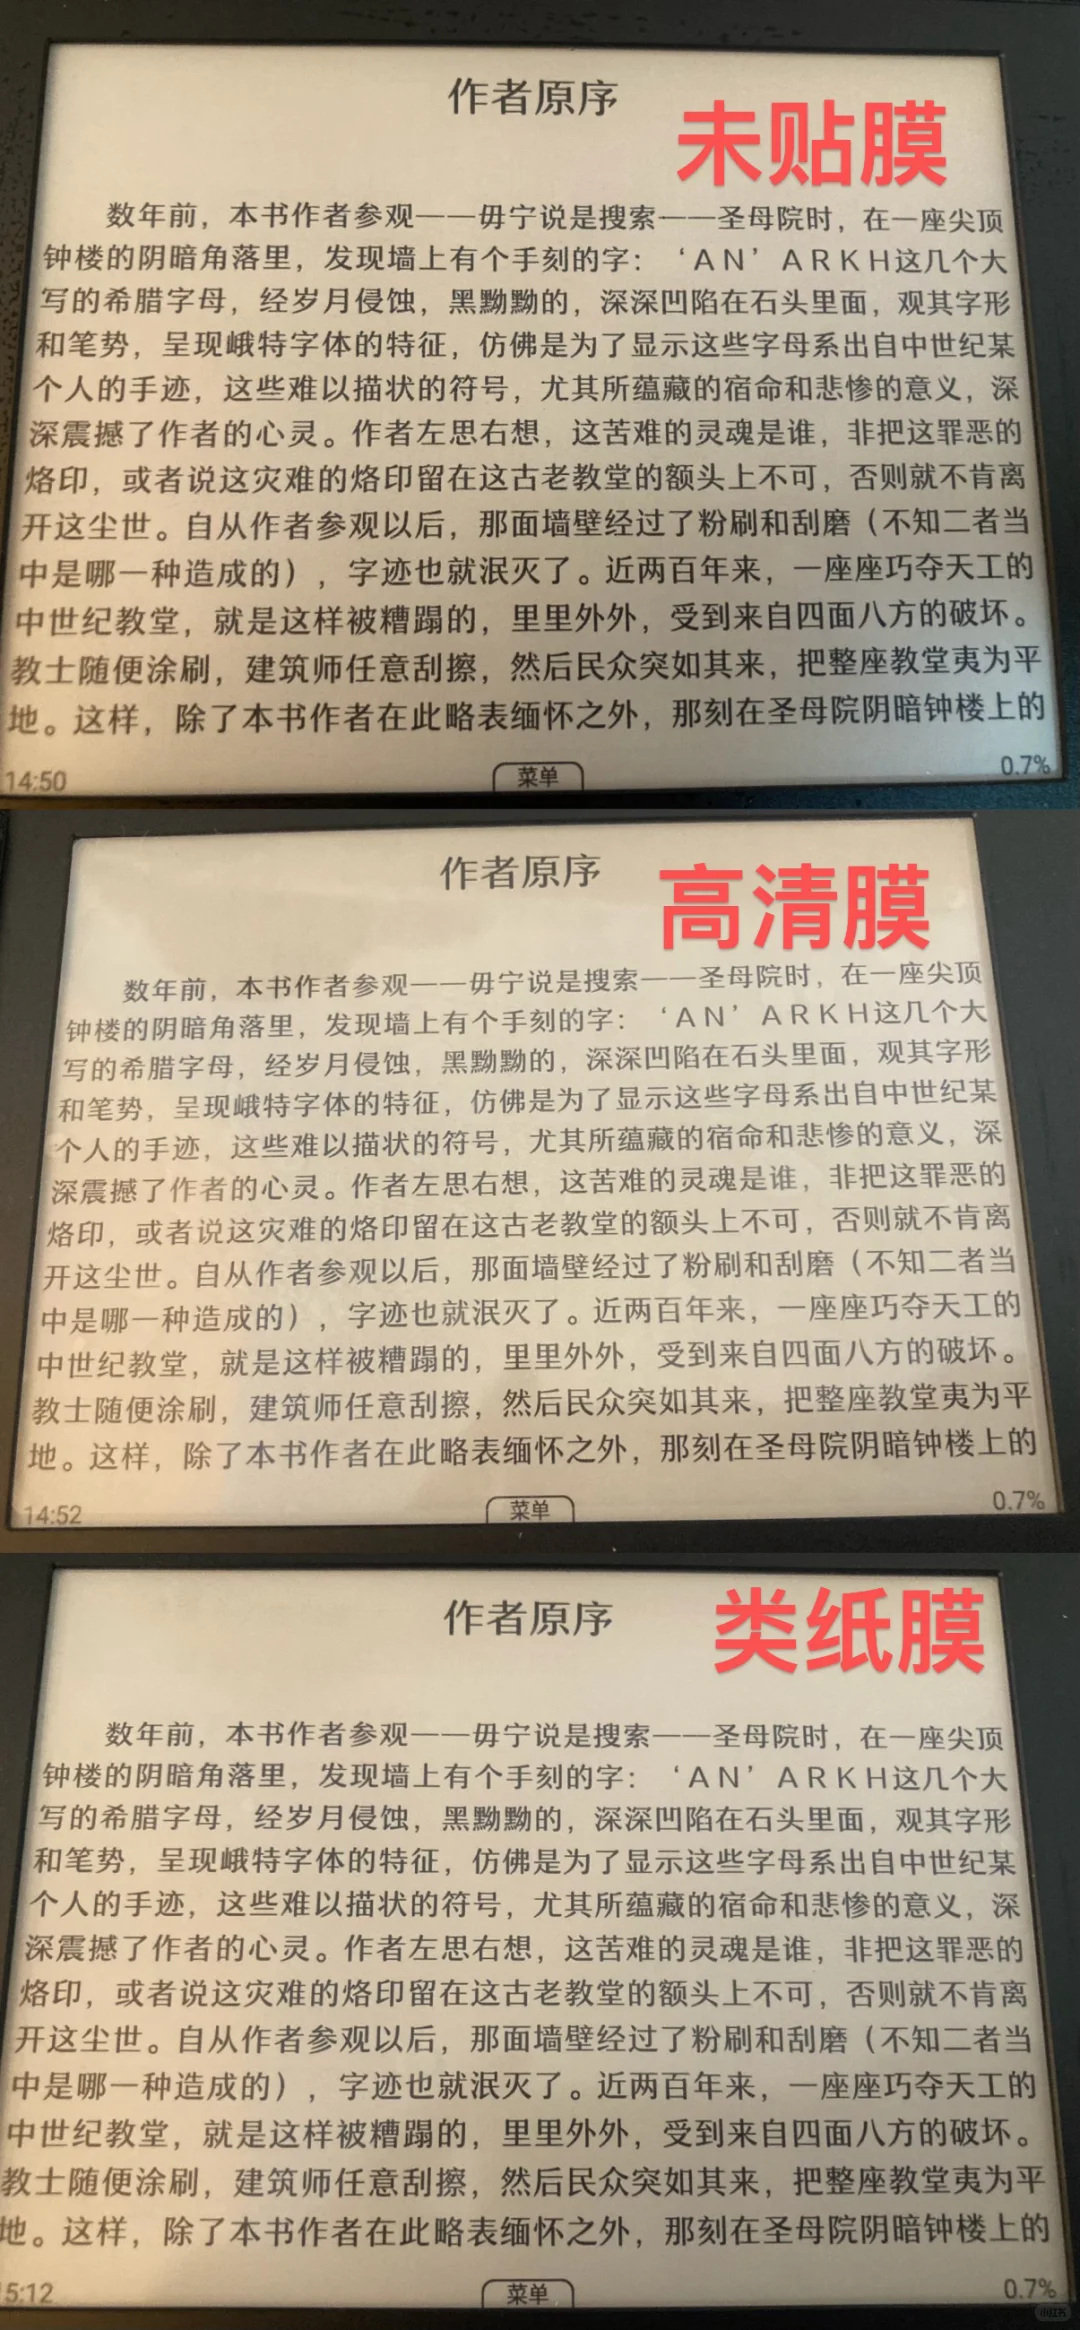 作者原序
未贴膜
数年前，本书作者参观——毋宁说是搜索——圣母院时，在一座尖顶
钟楼的阴暗角落里，发现墙上有个手刻的字：‘AN’ARKH这几个大
写的希腊字母，经岁月侵蚀，黑黝黝的，深深凹陷在石头里面，观其字形
和笔势，呈现峨特字体的特征，仿佛是为了显示这些字母系出自中世纪某
个人的手迹，这些难以描状的符号，尤其所蕴藏的宿命和悲惨的意义，深
深震撼了作者的心灵。作者左思右想，这苦难的灵魂是谁，非把这罪恶的
烙印，或者说这灾难的烙印留在这古老教堂的额头上不可，否则就不肯离
开这尘世。自从作者参观以后，那面墙壁经过了粉刷和刮磨（不知二者当
中是哪一种造成的），字迹也就泯灭了。近两百年来，一座座巧夺天工的
中世纪教堂，就是这样被糟蹋的，里里外外，受到来自四面八方的破坏。
教士随便涂刷，建筑师任意刮擦，然后民众突如其来，把整座教堂夷为平
地。这样，除了本书作者在此略表缅怀之外，那刻在圣母院阴暗钟楼上的
14:50
菜单
0.7%
作者原序
高清膜
数年前，本书作者参观——毋宁说是搜索——圣母院时，在一座尖顶
钟楼的阴暗角落里，发现墙上有个手刻的字：‘AN’ARKH这几个大
写的希腊字母，经岁月侵蚀，黑黝黝的，深深凹陷在石头里面，观其字形
和笔势，呈现峨特字体的特征，仿佛是为了显示这些字母系出自中世纪某
个人的手迹，这些难以描状的符号，尤其所蕴藏的宿命和悲惨的意义，深
深震撼了作者的心灵。作者左思右想，这苦难的灵魂是谁，非把这罪恶的
烙印，或者说这灾难的烙印留在这古老教堂的额头上不可，否则就不肯离
开这尘世。自从作者参观以后，那面墙壁经过了粉刷和刮磨（不知二者当
中是哪一种造成的），字迹也就泯灭了。近两百年来，一座座巧夺天工的
中世纪教堂，就是这样被糟蹋的，里里外外，受到来自四面八方的破坏。
教士随便涂刷，建筑师任意刮擦，然后民众突如其来，把整座教堂夷为平
地。这样，除了本书作者在此略表缅怀之外，那刻在圣母院阴暗钟楼上的
14:52
菜单
0.7%
作者原序
类纸膜
数年前，本书作者参观——毋宁说是搜索——圣母院时，在一座尖顶
钟楼的阴暗角落里，发现墙上有个手刻的字：‘AN’ARKH这几个大
写的希腊字母，经岁月侵蚀，黑黝黝的，深深凹陷在石头里面，观其字形
和笔势，呈现峨特字体的特征，仿佛是为了显示这些字母系出自中世纪某
个人的手迹，这些难以描状的符号，尤其所蕴藏的宿命和悲惨的意义，深
深震撼了作者的心灵。作者左思右想，这苦难的灵魂是谁，非把这罪恶的
烙印，或者说这灾难的烙印留在这古老教堂的额头上不可，否则就不肯离
开这尘世。自从作者参观以后，那面墙壁经过了粉刷和刮磨（不知二者当
中是哪一种造成的），字迹也就泯灭了。近两百年来，一座座巧夺天工的
中世纪教堂，就是这样被糟蹋的，里里外外，受到来自四面八方的破坏。
教士随便涂刷，建筑师任意刮擦，然后民众突如其来，把整座教堂夷为平
地。这样，除了本书作者在此略表缅怀之外，那刻在圣母院阴暗钟楼上的
5:12
菜单
0.7%
小红书